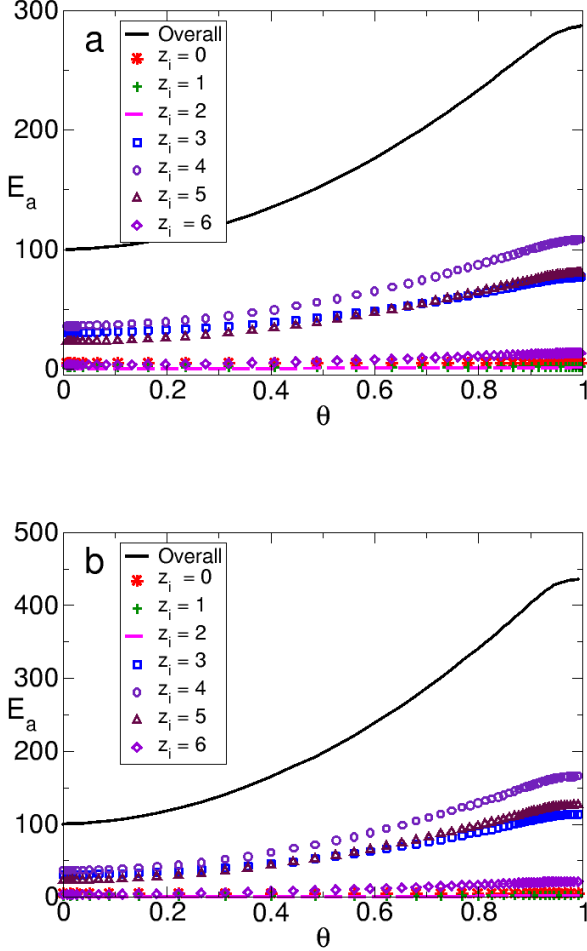 a
Overall
z_i = 0
z_i = 1
z_i = 2
z_i = 3
z_i = 4
z_i = 5
z_i = 6
300
200
100
0
E_a
0 0.2 0.4 0.6 0.8 1
θ
b
Overall
z_i = 0
z_i = 1
z_i = 2
z_i = 3
z_i = 4
z_i = 5
z_i = 6
500
400
300
200
100
0
E_a
0 0.2 0.4 0.6 0.8 1
θ